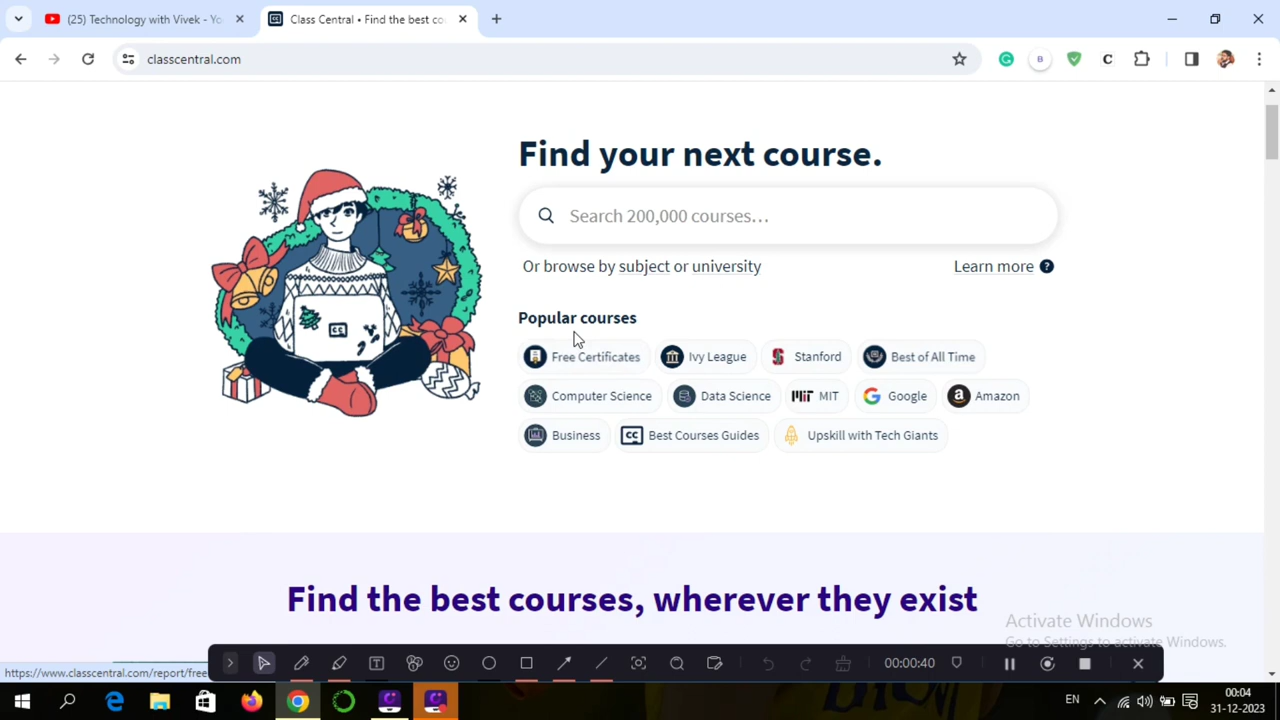 (25) Technology with Vivek - Yo
Class Central • Find the best co
classcentral.com
B
C
Find your next course.
Search 200,000 courses…
Or browse by subject or university
Learn more ?
Popular courses
Free Certificates
Ivy League
Stanford
Best of All Time
Computer Science
Data Science
MIT MIT
Google
a Amazon
Business
CC Best Courses Guides
Upskill with Tech Giants
CC
Find the best courses, wherever they exist
Activate Windows
Go to Settings to activate Windows.
https://www.classcentral.com/report/free
00:00:40
EN
00:04
31-12-2023